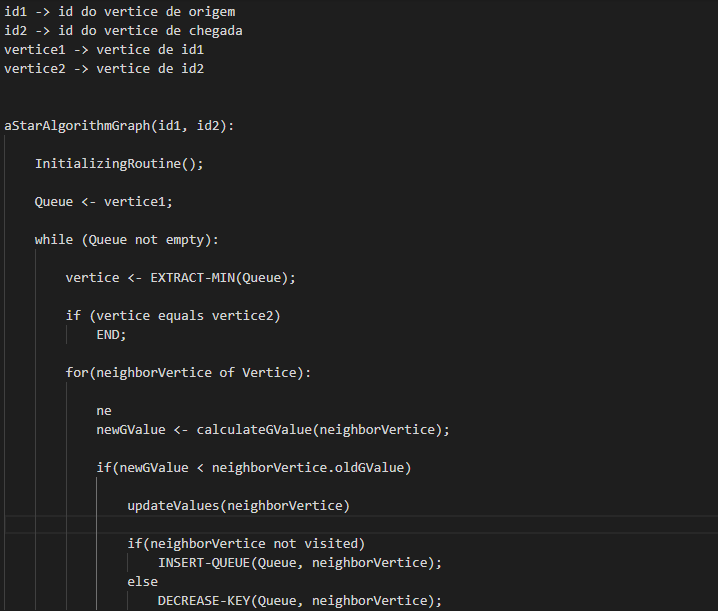 id1 -> id do vertice de origem
id2 -> id do vertice de chegada
vertice1 -> vertice de id1
vertice2 -> vertice de id2
aStarAlgorithmGraph(id1, id2):
InitializingRoutine();
Queue <- vertice1;
while (Queue not empty):
vertice <- EXTRACT-MIN(Queue);
if (vertice equals vertice2)
END;
for(neighborVertice of Vertice):
ne
newGValue <- calculateGValue(neighborVertice);
if(newGValue < neighborVertice.oldGValue)
updateValues(neighborVertice)
if(neighborVertice not visited)
INSERT-QUEUE(Queue, neighborVertice);
else
DECREASE-KEY(Queue, neighborVertice);